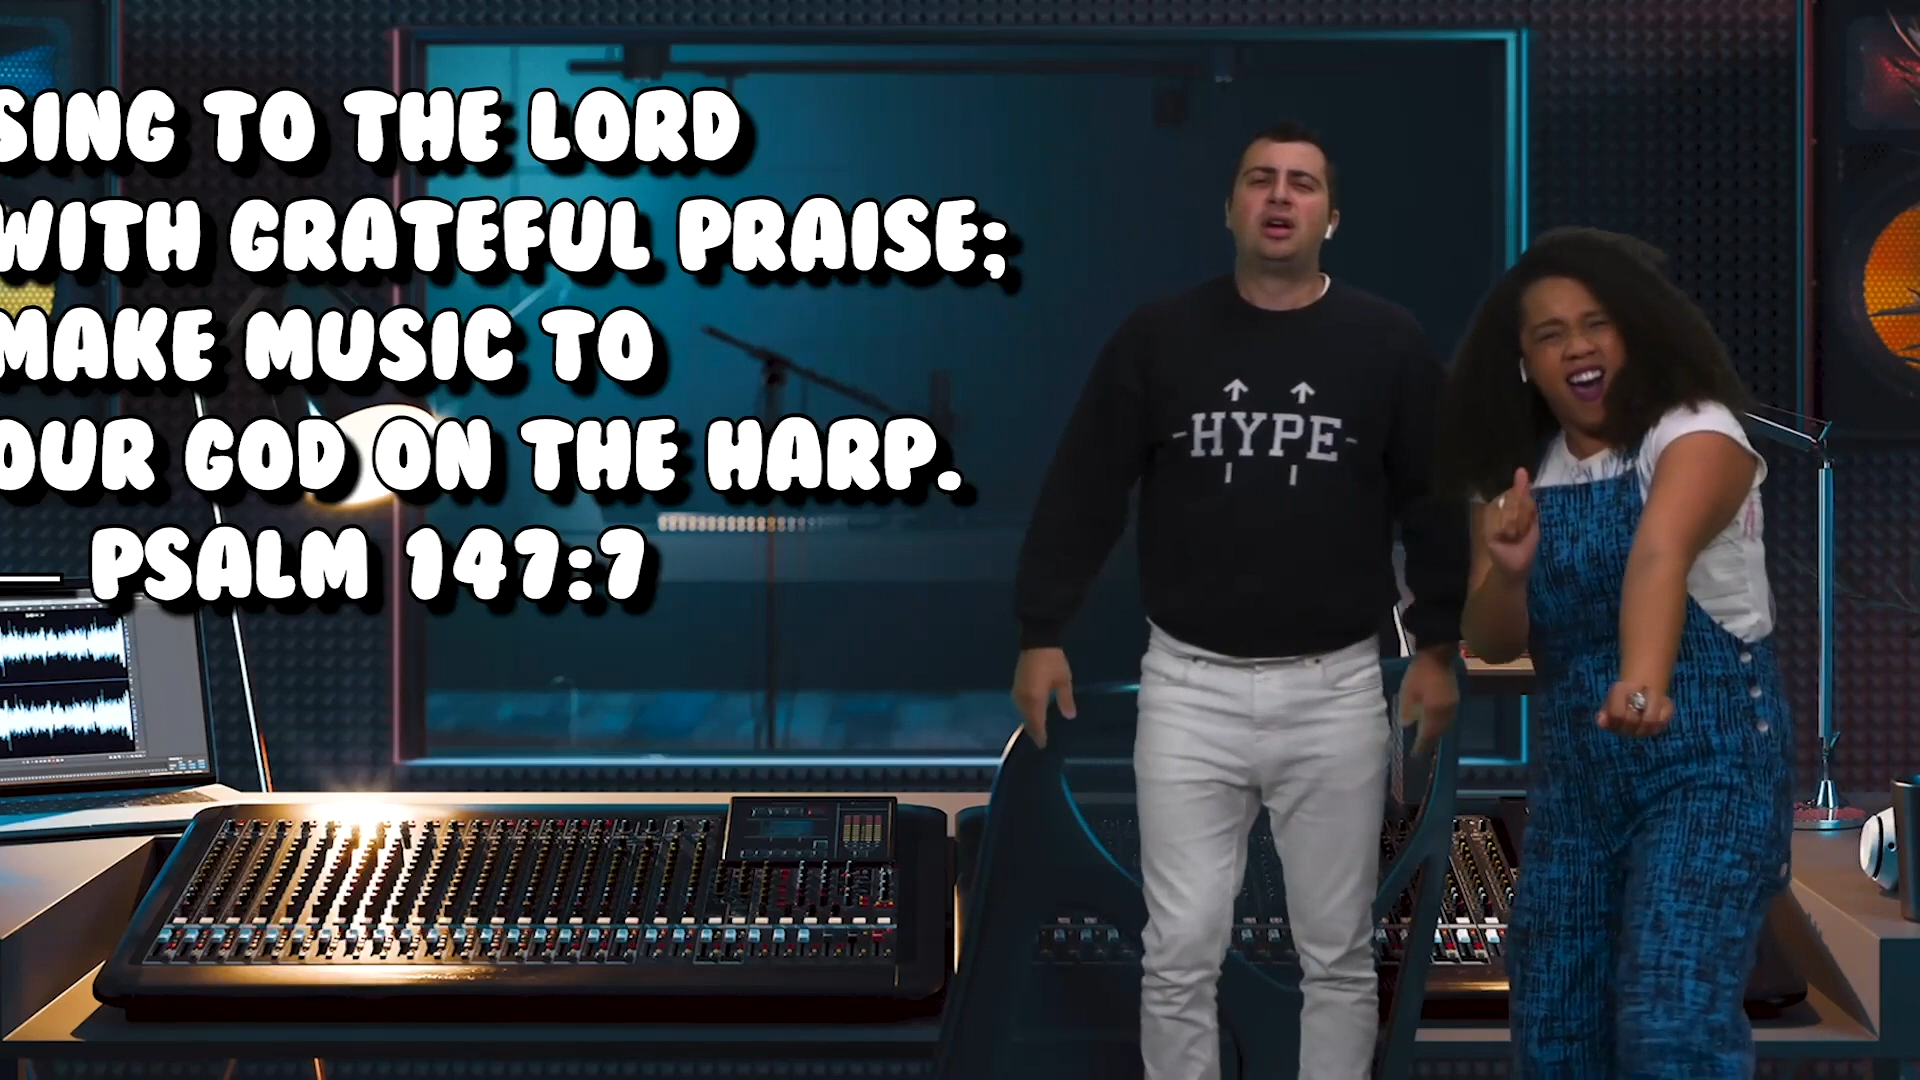 SING TO THE LORD
WITH GRATEFUL PRAISE;
MAKE MUSIC TO
OUR GOD ON THE HARP.
PSALM 147:7
-HYPE-